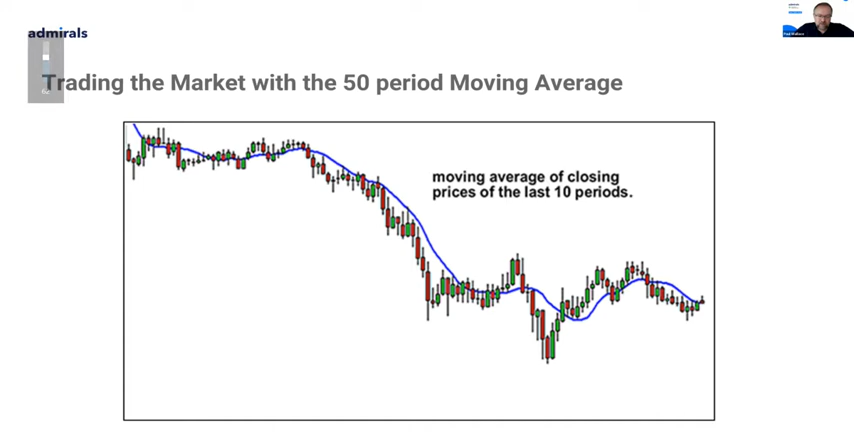 admirals
Trading the Market with the 50 period Moving Average
moving average of closing
prices of the last 10 periods.